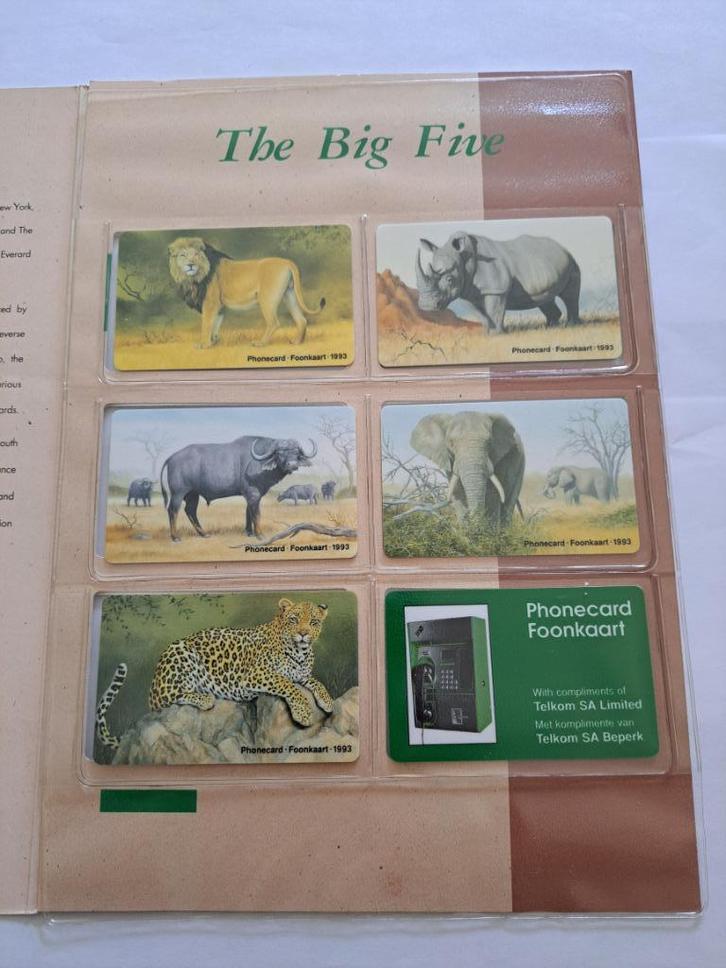 The Big Five
ew York,
and The
Everard
ed by
everse
o, the
rious
ards.
outh
ance
and
ion
Phonecard · Foonkaart · 1993
Phonecard · Foonkaart · 1993
Phonecard · Foonkaart · 1993
Phonecard · Foonkaart · 1993
Phonecard · Foonkaart · 1993
Phonecard
Foonkaart
With compliments of
Telkom SA Limited
Met komplimente van
Telkom SA Beperk